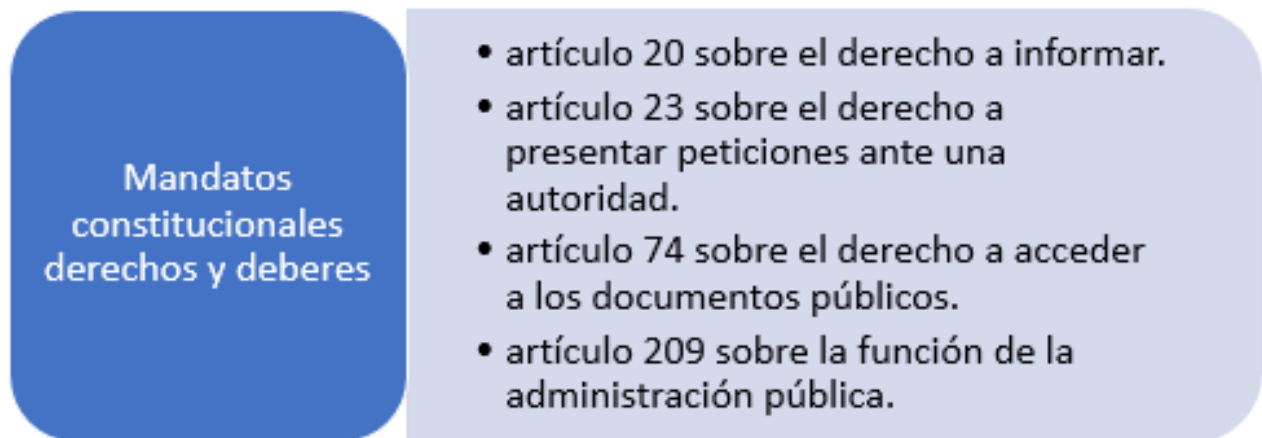 Mandatos
constitucionales
derechos y deberes
• artículo 20 sobre el derecho a informar.
• artículo 23 sobre el derecho a
presentar peticiones ante una
autoridad.
• artículo 74 sobre el derecho a acceder
a los documentos públicos.
• artículo 209 sobre la función de la
administración pública.